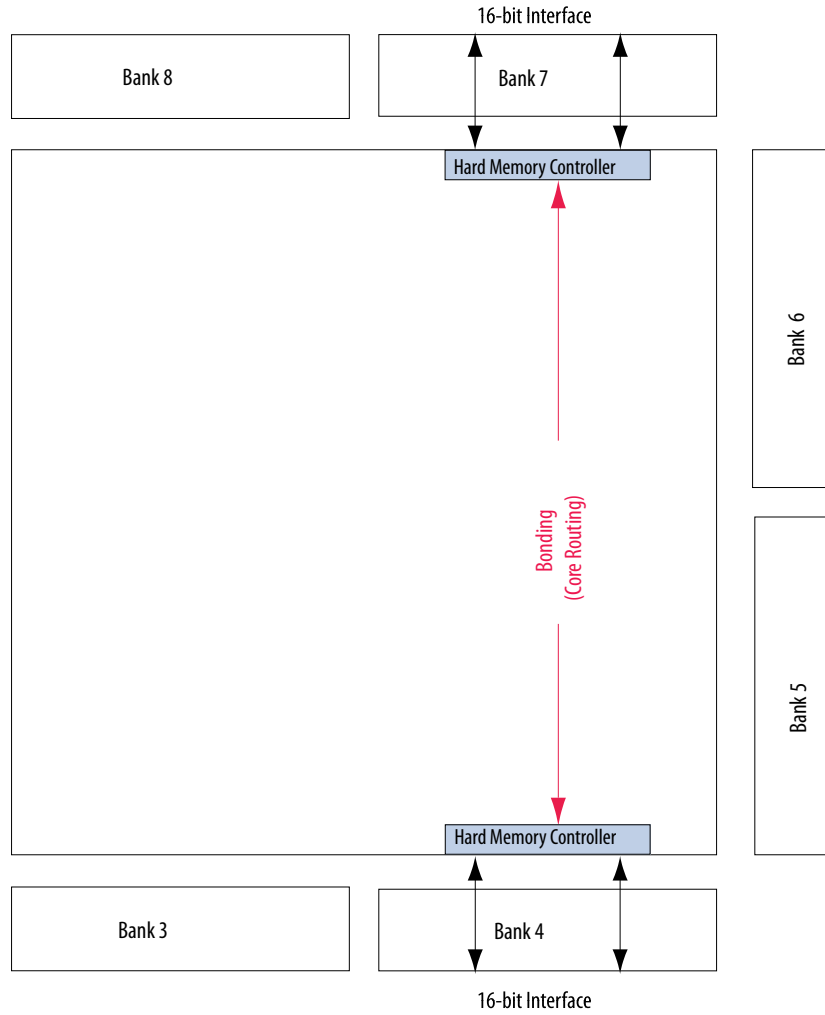 16-bit Interface
Bank 8
Bank 7
Hard Memory Controller
Bank 6
Bonding
(Core Routing)
Bank 5
Hard Memory Controller
Bank 3
Bank 4
16-bit Interface